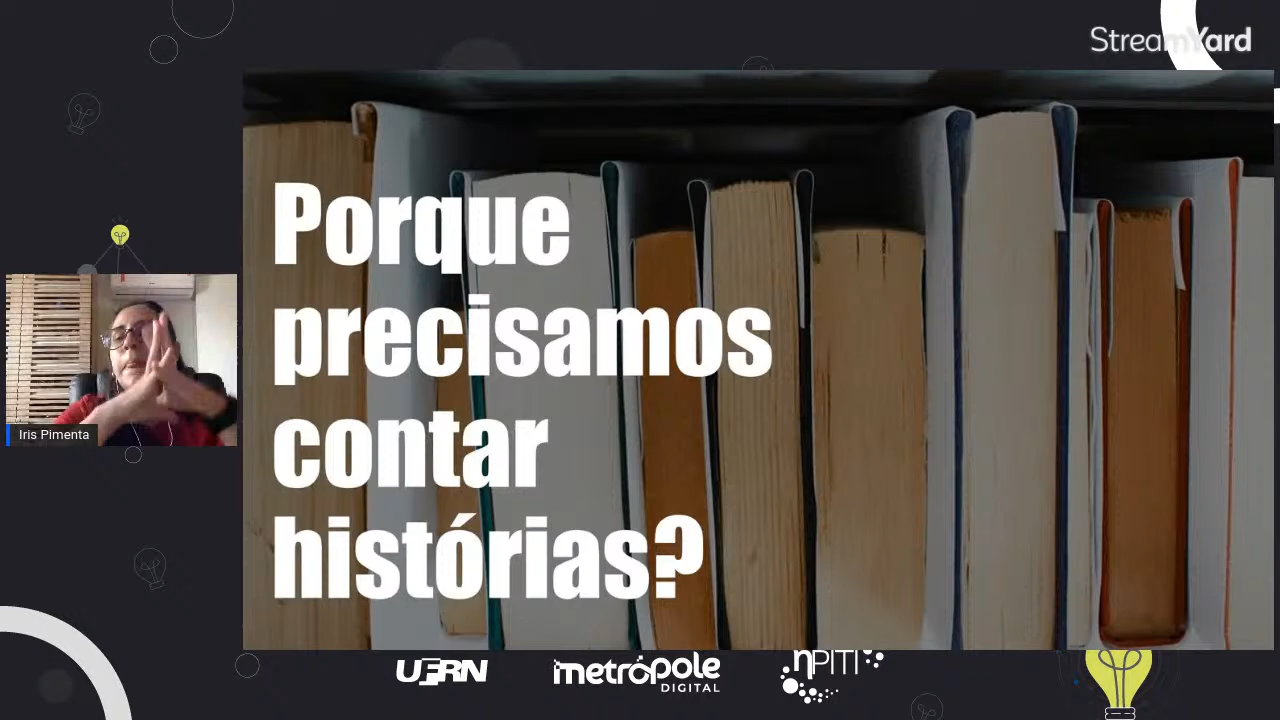 StreamYard
Porque
precisamos
contar
histórias?
Iris Pimenta
UFRN
metrópole
DIGITAL
nPITI